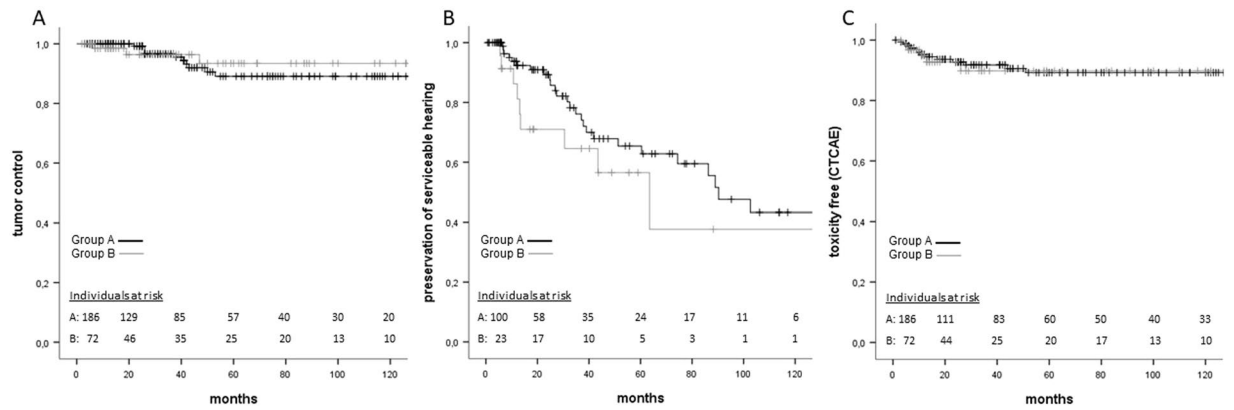 A
tumor control
1,0
0,8
0,6
0,4
0,2
0,0
Group A
Group B
Individuals at risk
A: 186 129 85 57 40 30 20
B: 72 46 35 25 20 13 10
0 20 40 60 80 100 120
months
B
preservation of serviceable hearing
1,0
0,8
0,6
0,4
0,2
0,0
Group A
Group B
Individuals at risk
A: 100 58 35 24 17 11 6
B: 23 17 10 5 3 1 1
0 20 40 60 80 100 120
months
C
toxicity free (CTCAE)
1,0
0,8
0,6
0,4
0,2
0,0
Group A
Group B
Individuals at risk
A: 186 111 83 60 50 40 33
B: 72 44 25 20 17 13 10
0 20 40 60 80 100 120
months